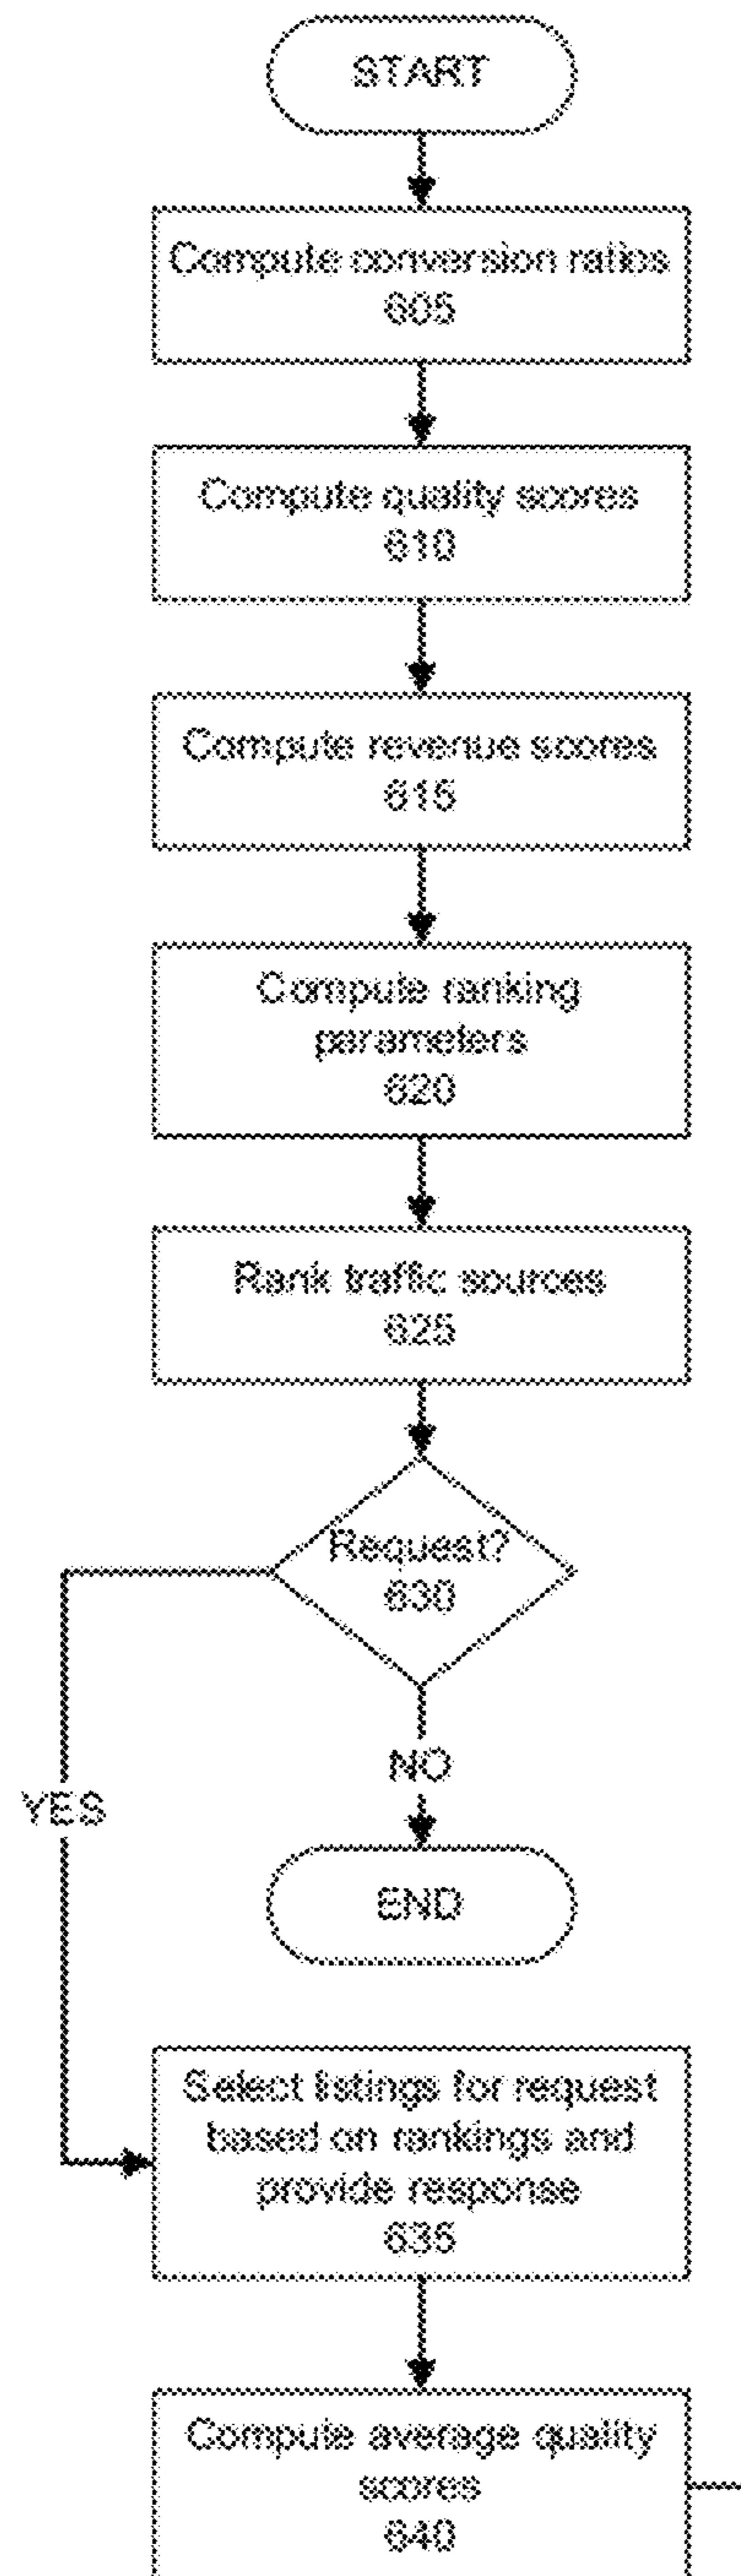 START
Compute conversion ratios
605
Compute quality scores
610
Compute revenue scores
615
Compute ranking
parameters
620
Rank traffic sources
625
Request?
630
NO
YES
END
Select listings for request
based on rankings and
provide response
635
Compute average quality
scores
640